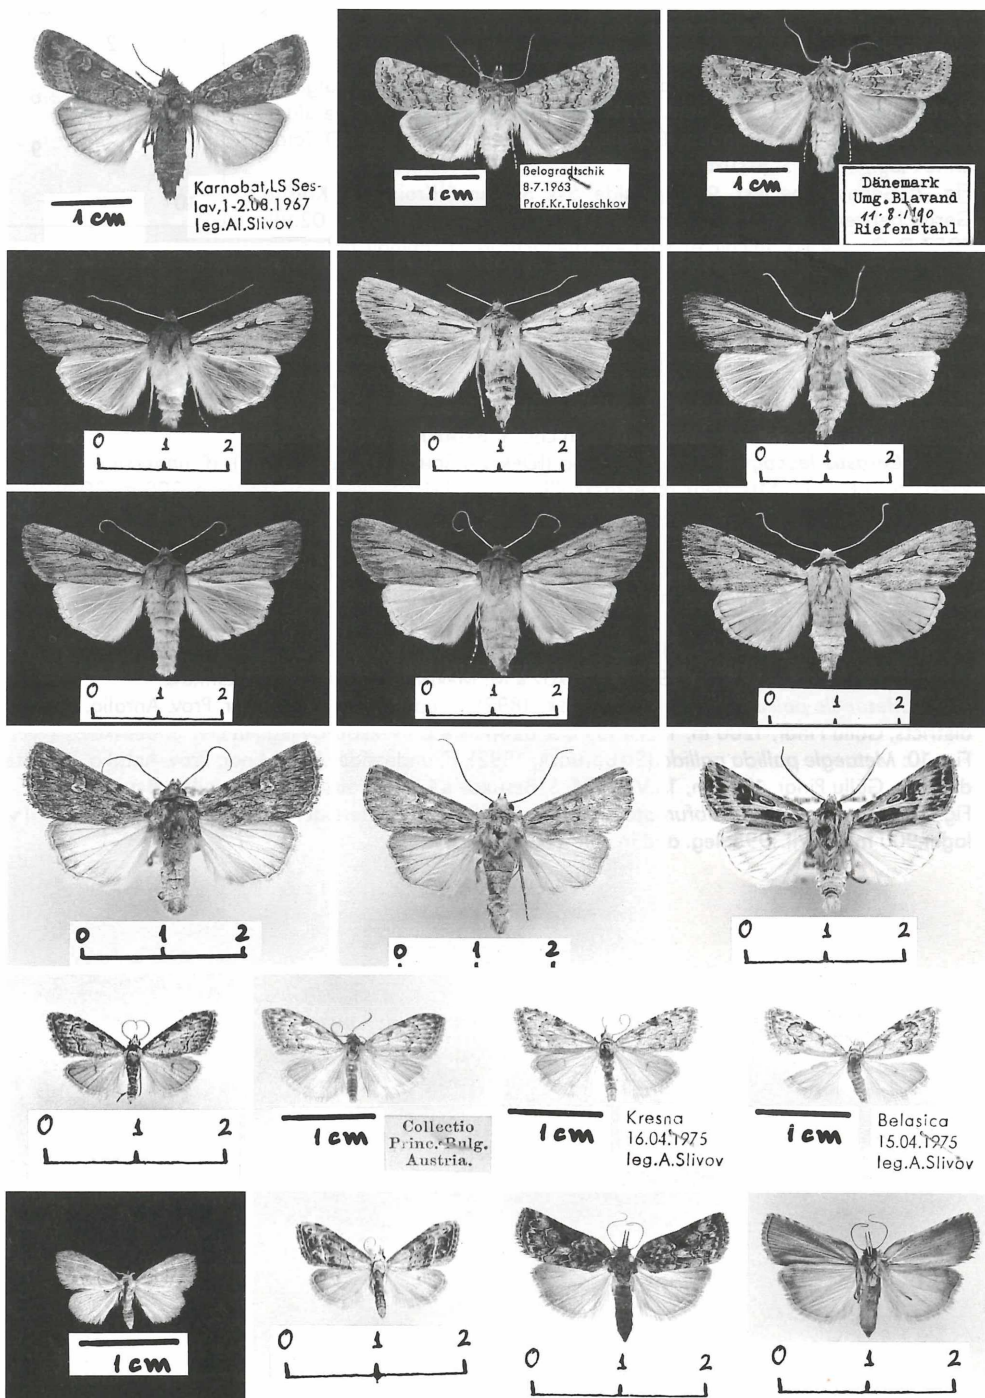 1 cm
Karnobat, LS Ses-
lav, 1-2.08.1967
leg. Al. Slivov
1 cm
Belogradtschik
8-7.1963
Prof. Kr. Tuleschkov
1 cm
Dänemark
Umg. Blavand
11·8·1990
Riefenstahl
0 1 2
0 1 2
0 1 2
0 1 2
0 1 2
0 1 2
0 1 2
0 1 2
0 1 2
0 1 2
1 cm
Collectio
Princ. Bulg.
Austria.
1 cm
Kresna
16.04.1975
leg. A. Slivov
1 cm
Belasica
15.04.1975
leg. A. Slivov
1 cm
0 1 2
0 1 2
0 1 2